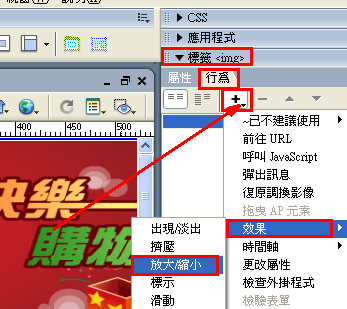 CSS
應用程式
標籤 <img>
屬性
行為
400
450
500
快樂
購物
~已不建議使用
前往 URL
呼叫 JavaScript
彈出訊息
復原調換影像
拖曳 AP 元素
效果
時間軸
更改屬性
檢查外掛程式
檢驗表單
出現/淡出
擠壓
放大/縮小
標示
滑動